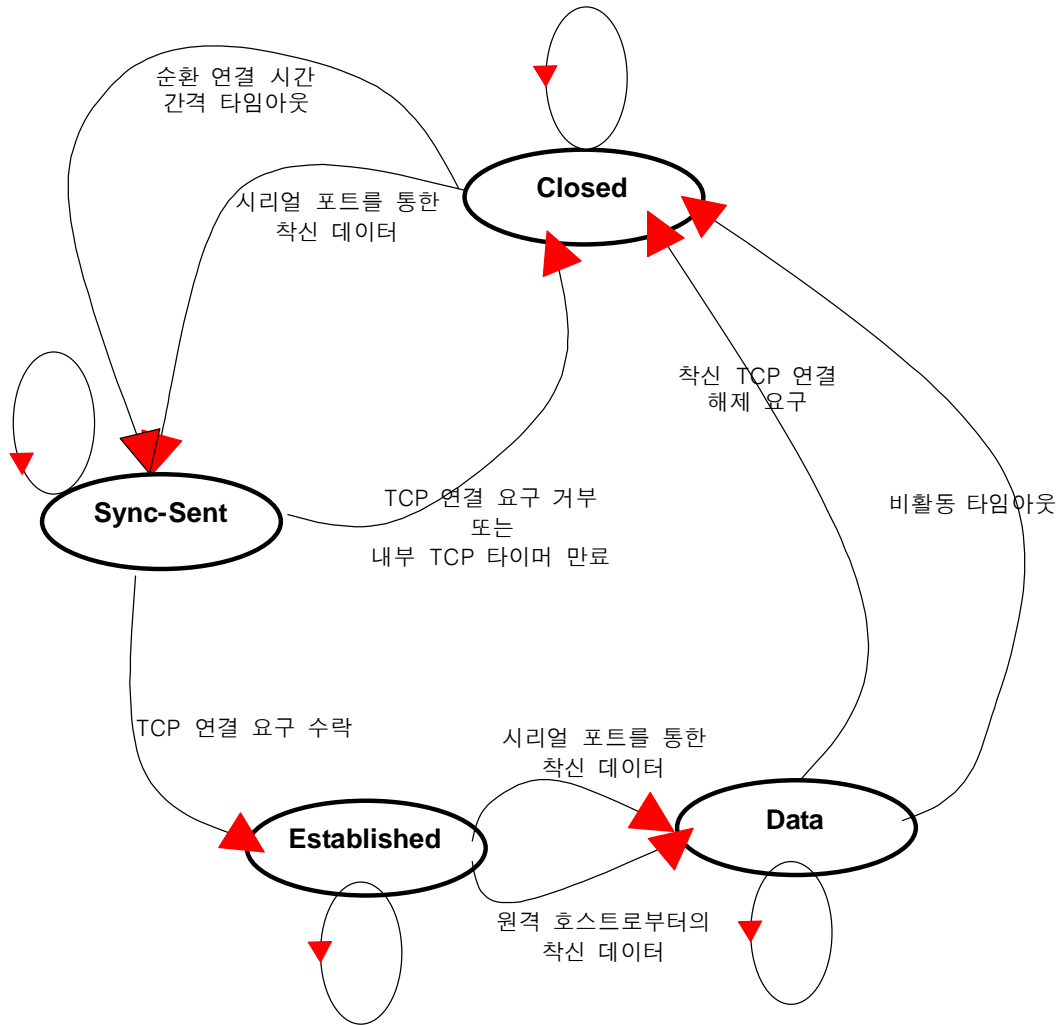 순환 연결 시간
간격 타임아웃
Closed
시리얼 포트를 통한
착신 데이터
착신 TCP 연결
해제 요구
TCP 연결 요구 거부
또는
내부 TCP 타이머 만료
비활동 타임아웃
Sync-Sent
TCP 연결 요구 수락
시리얼 포트를 통한
착신 데이터
Established
Data
원격 호스트로부터의
착신 데이터